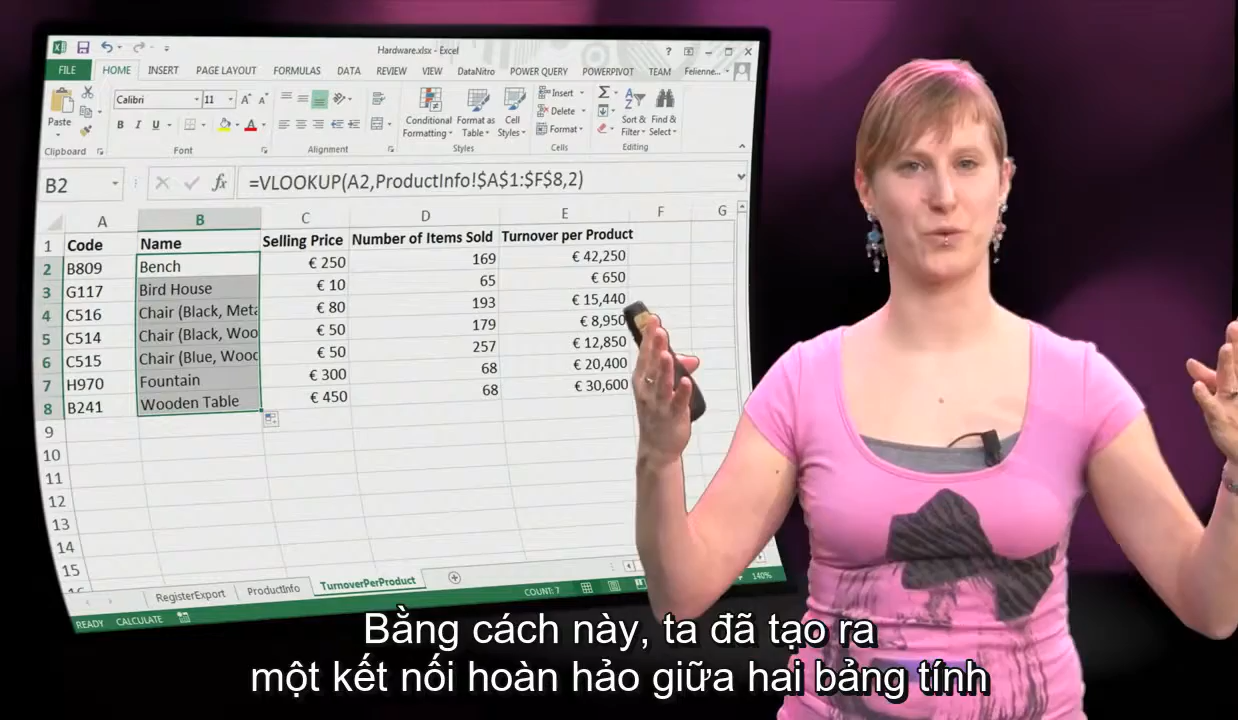 Hardware.xlsx - Excel
FILE HOME INSERT PAGE LAYOUT FORMULAS DATA REVIEW VIEW DataNitro POWER QUERY POWERPIVOT TEAM Felienne...
Paste
Clipboard
Calibri 11
B I U
Font
Alignment
Conditional Formatting
Format as Table
Cell Styles
Styles
Insert
Delete
Format
Cells
Sort & Filter
Find & Select
Editing
B2 fx =VLOOKUP(A2,ProductInfo!$A$1:$F$8,2)
A B C D E F G
1 Code Name Selling Price Number of Items Sold Turnover per Product
2 B809 Bench € 250 169 € 42,250
3 G117 Bird House € 10 65 € 650
4 C516 Chair (Black, Meta € 80 193 € 15,440
5 C514 Chair (Black, Woo € 50 179 € 8,950
6 C515 Chair (Blue, Wood € 50 257 € 12,850
7 H970 Fountain € 300 68 € 20,400
8 B241 Wooden Table € 450 68 € 30,600
9
10
11
12
13
14
15
RegisterExport ProductInfo TurnoverPerProduct
READY CALCULATE COUNT: 7 140%
Bằng cách này, ta đã tạo ra
một kết nối hoàn hảo giữa hai bảng tính